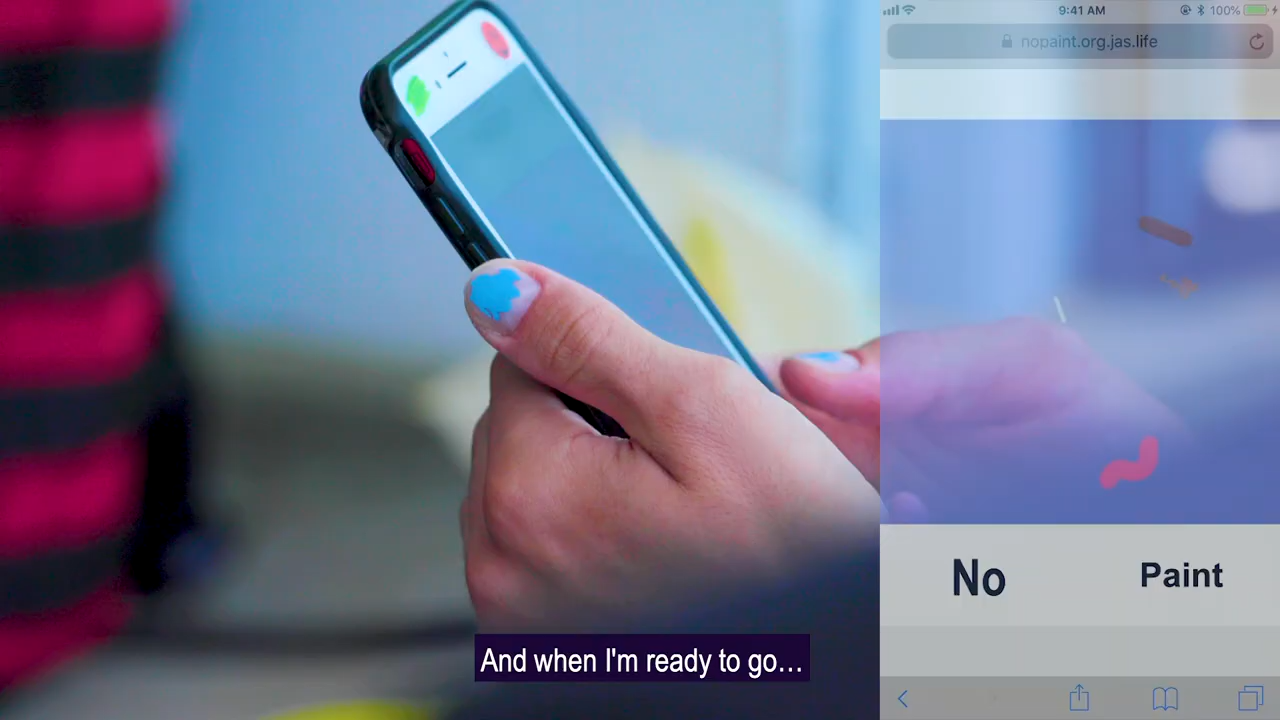 9:41 AM
100%
nopaint.org.jas.life
No
Paint
And when I'm ready to go...